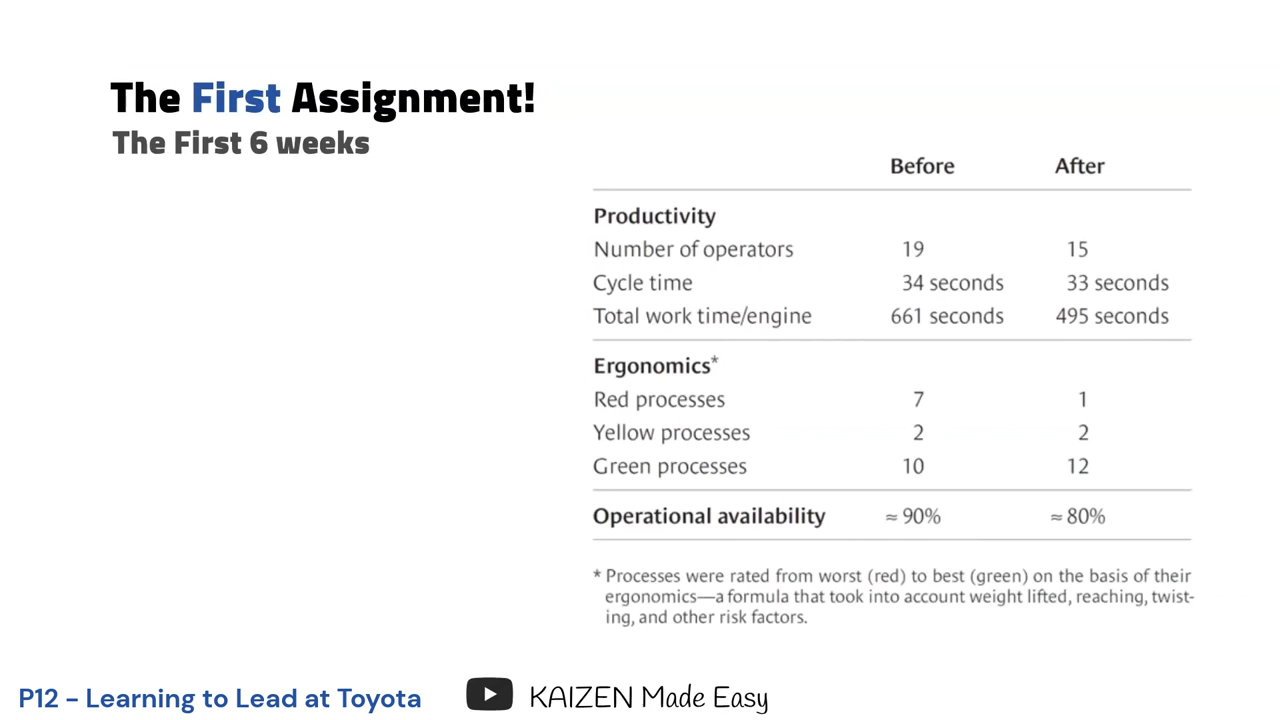 The First Assignment!
The First 6 weeks
Before After
Productivity
Number of operators 19 15
Cycle time 34 seconds 33 seconds
Total work time/engine 661 seconds 495 seconds
Ergonomics*
Red processes 7 1
Yellow processes 2 2
Green processes 10 12
Operational availability ≈ 90% ≈ 80%
* Processes were rated from worst (red) to best (green) on the basis of their
ergonomics—a formula that took into account weight lifted, reaching, twist-
ing, and other risk factors.
P12 - Learning to Lead at Toyota KAIZEN Made Easy